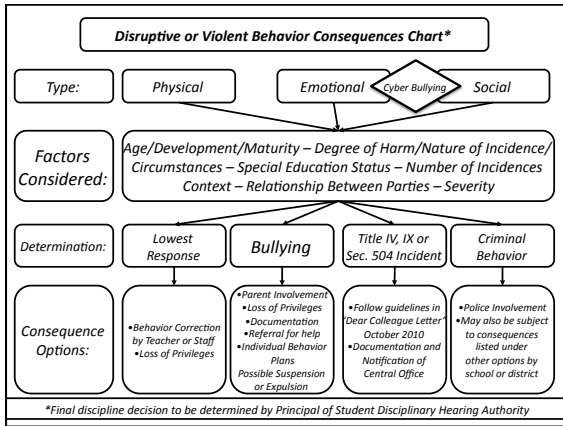 Disruptive or Violent Behavior Consequences Chart*
Type:
Physical
Emotional
Cyber Bullying
Social
Factors
Considered:
Age/Development/Maturity – Degree of Harm/Nature of Incidence/
Circumstances – Special Education Status – Number of Incidences
Context – Relationship Between Parties – Severity
Determination:
Lowest
Response
Bullying
Title IV, IX or
Sec. 504 Incident
Criminal
Behavior
Consequence
Options:
•Behavior Correction
by Teacher or Staff
•Loss of Privileges
•Parent Involvement
•Loss of Privileges
•Documentation
•Referral for help
•Individual Behavior
Plans
Possible Suspension
or Expulsion
•Follow guidelines in
"Dear Colleague Letter"
October 2010
•Documentation and
Notification of
Central Office
•Police Involvement
•May also be subject
to consequences
listed under
other options by
school or district
*Final discipline decision to be determined by Principal of Student Disciplinary Hearing Authority